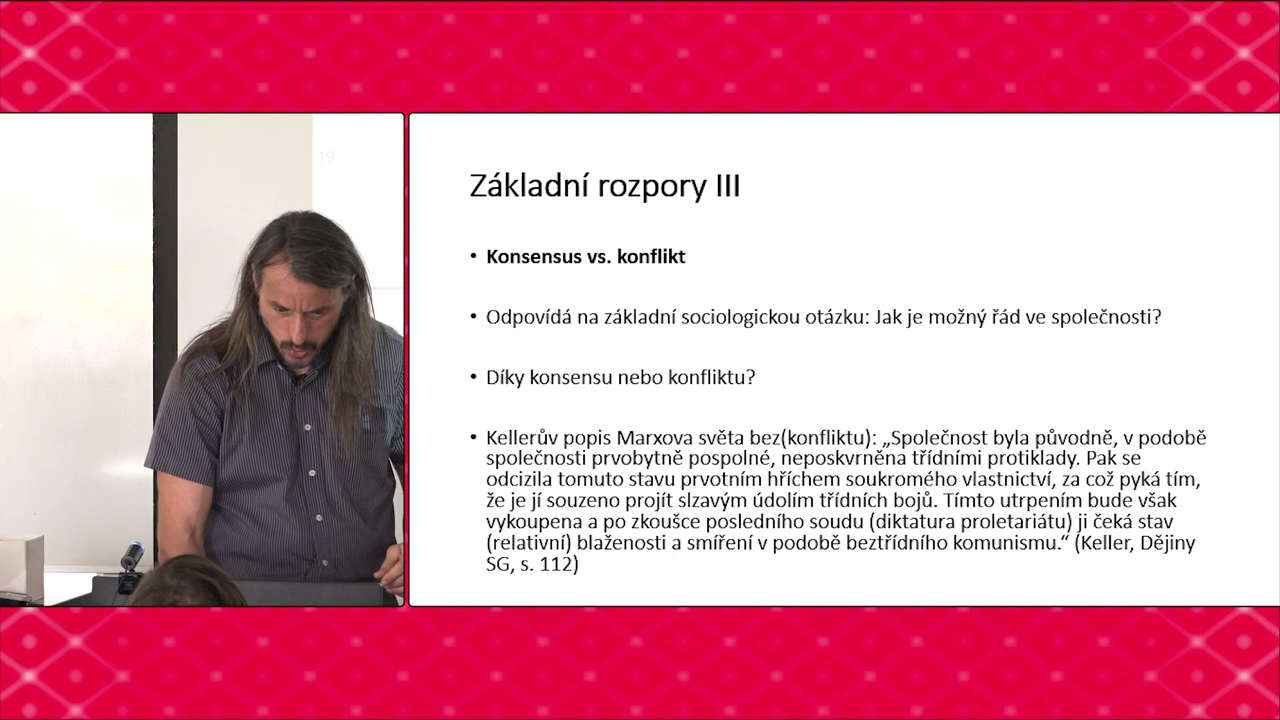 19
Základní rozpory III
• Konsensus vs. konflikt
• Odpovídá na základní sociologickou otázku: Jak je možný řád ve společnosti?
• Díky konsensu nebo konfliktu?
• Kellerův popis Marxova světa bez(konfliktu): „Společnost byla původně, v podobě
společnosti prvobytně pospolné, neposkvrněna třídními protiklady. Pak se
odcizila tomuto stavu prvotním hříchem soukromého vlastnictví, za což pyká tím,
že je jí souzeno projít slzavým údolím třídních bojů. Tímto utrpením bude však
vykoupena a po zkoušce posledního soudu (diktatura proletariátu) ji čeká stav
(relativní) blaženosti a smíření v podobě beztřídního komunismu.“ (Keller, Dějiny
SG, s. 112)